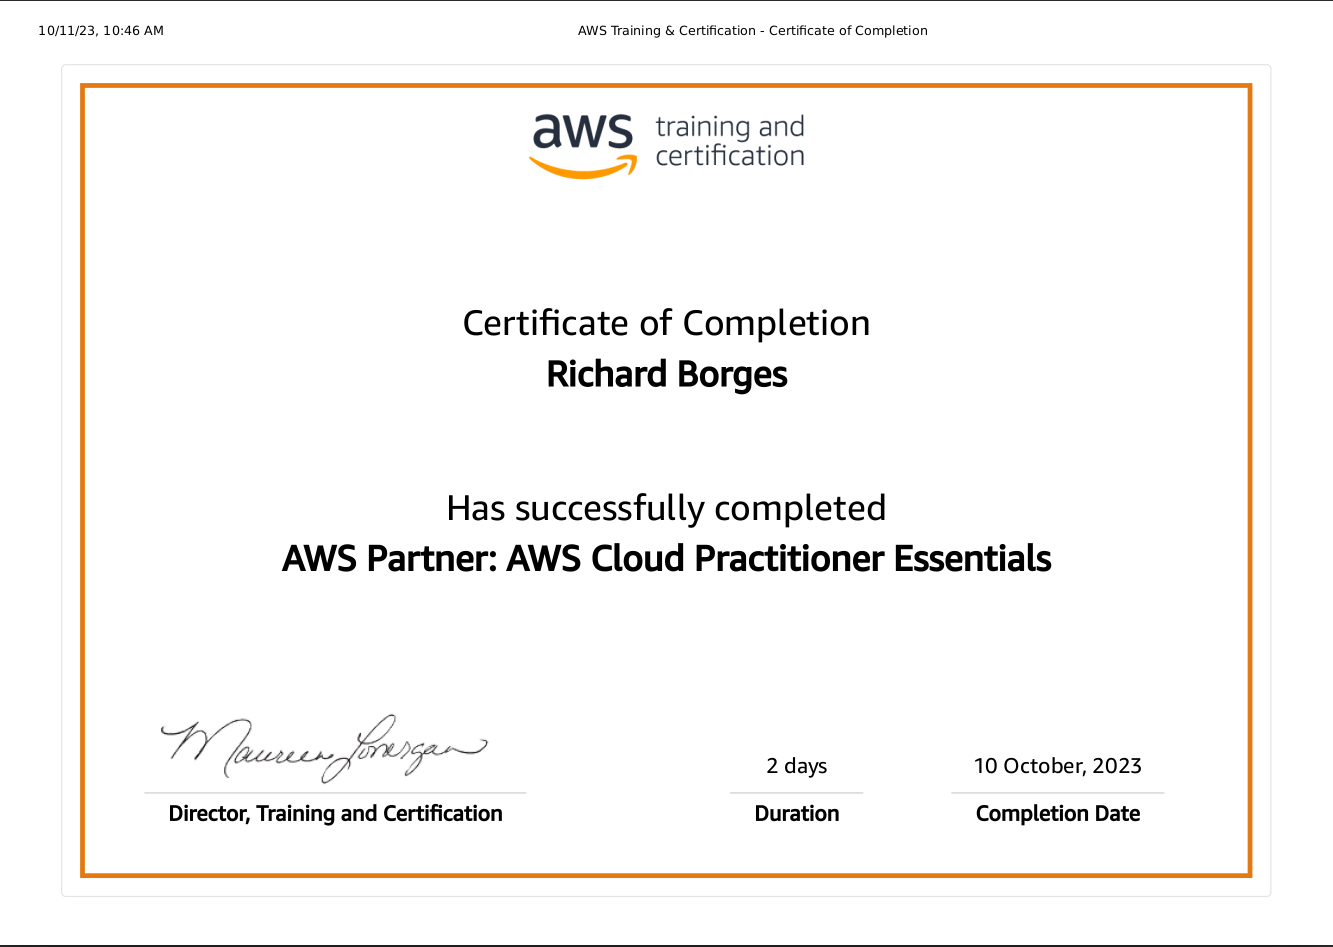 10/11/23, 10:46 AM
AWS Training & Certification - Certificate of Completion
aws
training and
certification
Certificate of Completion
Richard Borges
Has successfully completed
AWS Partner: AWS Cloud Practitioner Essentials
Maureen Lonergan
2 days
10 October, 2023
Director, Training and Certification
Duration
Completion Date